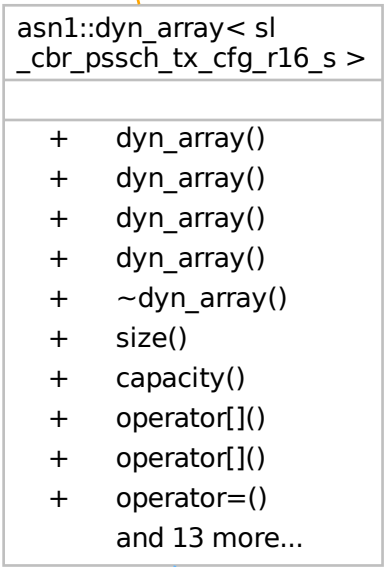 asn1::dyn_array< sl
_cbr_pssch_tx_cfg_r16_s >
+ dyn_array()
+ dyn_array()
+ dyn_array()
+ dyn_array()
+ ~dyn_array()
+ size()
+ capacity()
+ operator[]()
+ operator[]()
+ operator=()
and 13 more...